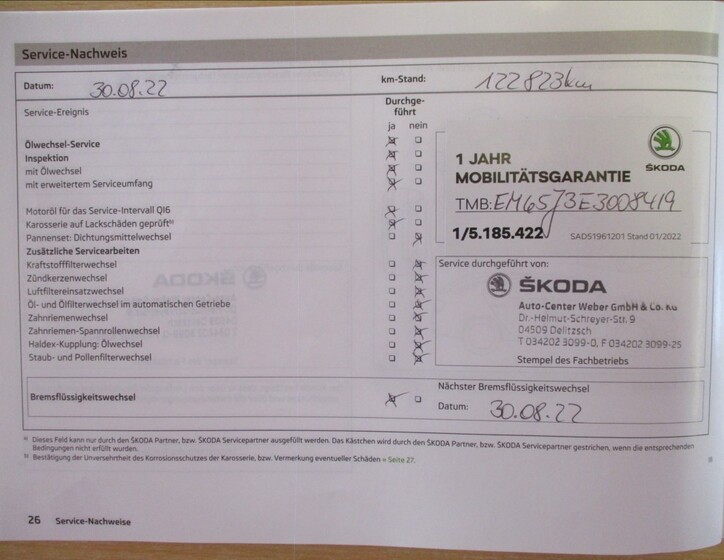 Service-Nachweis
Datum: 30.08.22 km-Stand: 122 823km
Service-Ereignis
Durchge-
führt
ja nein
Ölwechsel-Service
Inspektion
mit Ölwechsel
mit erweitertem Serviceumfang
Motoröl für das Service-Intervall QI6
Karosserie auf Lackschäden geprüft b)
Pannenset: Dichtungsmittelwechsel
Zusätzliche Servicearbeiten
Kraftstofffilterwechsel
Zündkerzenwechsel
Luftfiltereinsatzwechsel
Öl- und Ölfilterwechsel im automatischen Getriebe
Zahnriemenwechsel
Zahnriemen-Spannrollenwechsel
Haldex-Kupplung: Ölwechsel
Staub- und Pollenfilterwechsel
Bremsflüssigkeitswechsel
1 JAHR
MOBILITÄTSGARANTIE
ŠKODA
TMB: EM6573E3008419
1/5.185.422
SAD51961201 Stand 01/2022
Service durchgeführt von:
ŠKODA
Auto-Center Weber GmbH & Co. KG
Dr.-Helmut-Schreyer-Str. 9
04509 Delitzsch
T 034202 3099-0, F 034202 3099-25
Stempel des Fachbetriebs
Nächster Bremsflüssigkeitswechsel
Datum: 30.08.22
a) Dieses Feld kann nur durch den ŠKODA Partner, bzw. ŠKODA Servicepartner ausgefüllt werden. Das Kästchen wird durch den ŠKODA Partner, bzw. ŠKODA Servicepartner gestrichen, wenn die entsprechenden
Bedingungen nicht erfüllt wurden.
b) Bestätigung der Unversehrtheit des Korrosionsschutzes der Karosserie, bzw. Vermerkung eventueller Schäden » Seite 27.
26 Service-Nachweise